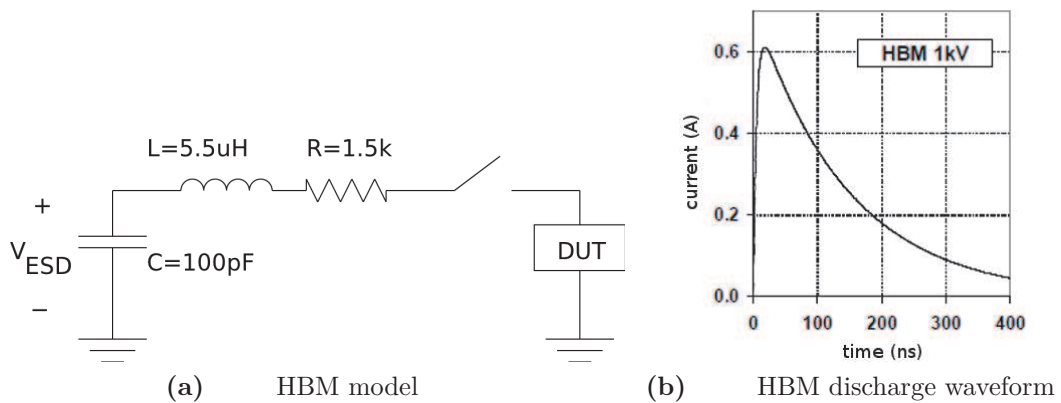 L=5.5uH
R=1.5k
+
V_ESD
−
C=100pF
DUT
(a) HBM model
HBM 1kV
current (A)
0.6
0.4
0.2
0.0
0 100 200 300 400
time (ns)
(b) HBM discharge waveform